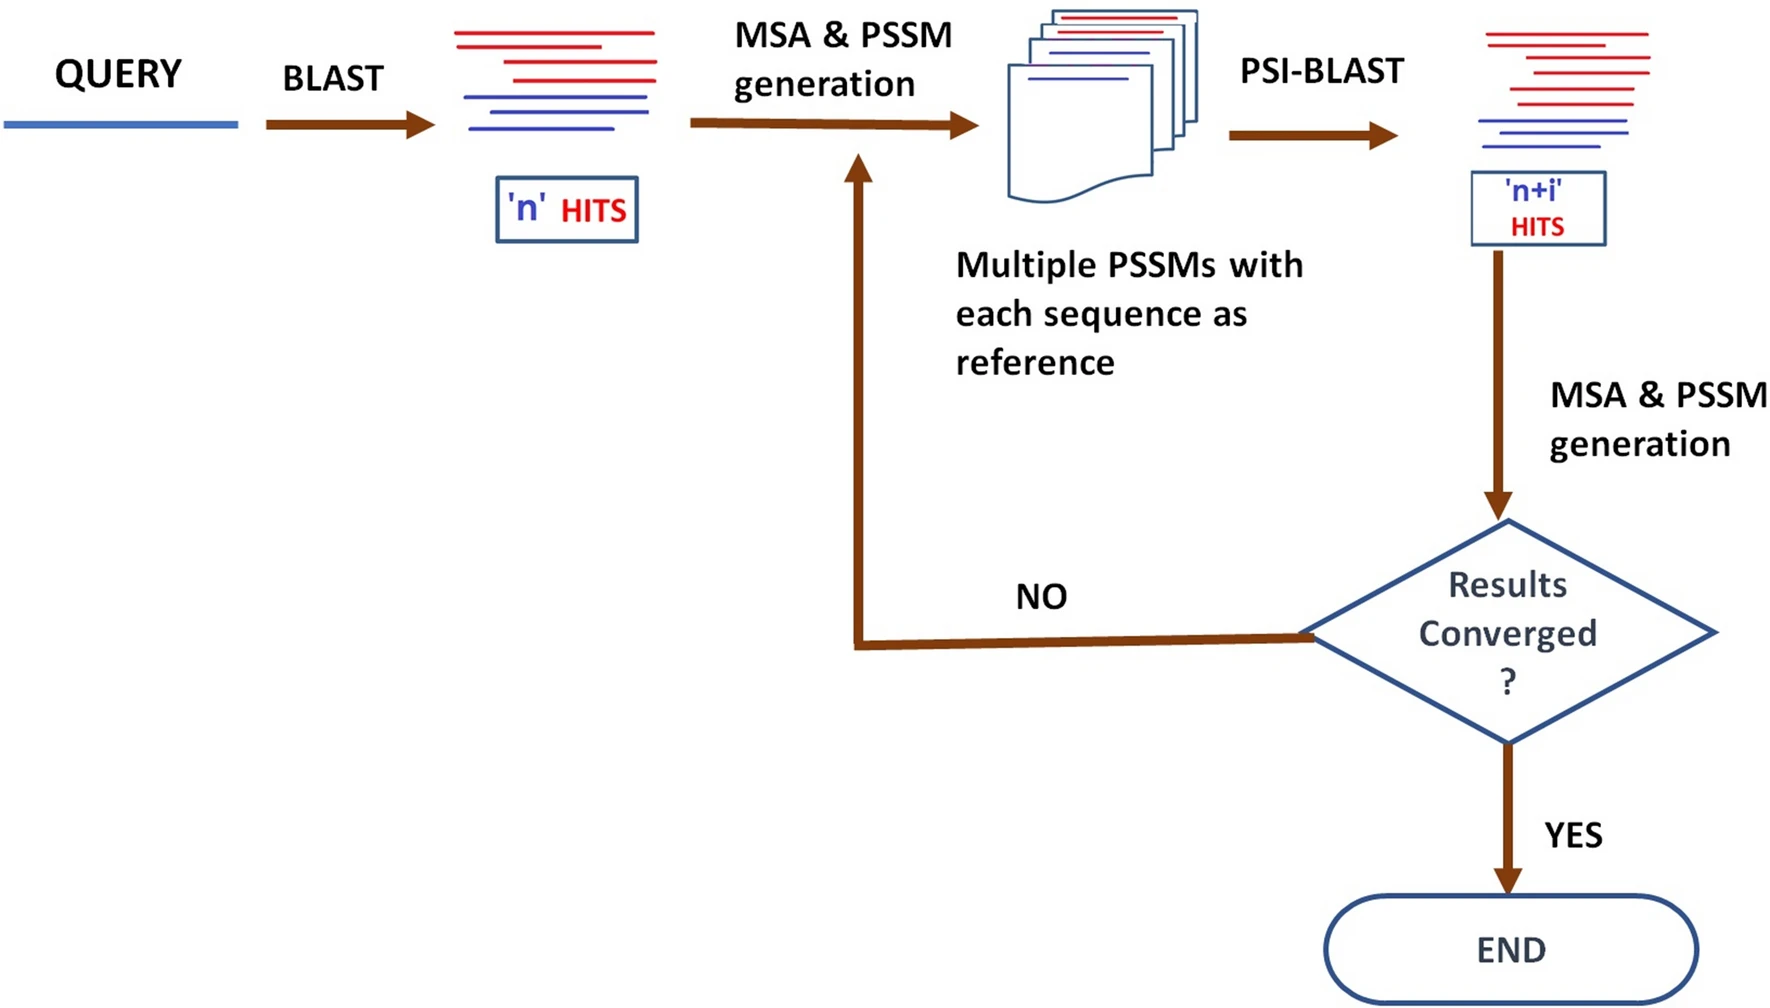 QUERY
BLAST
'n' HITS
MSA & PSSM
generation
Multiple PSSMs with
each sequence as
reference
PSI-BLAST
'n+i'
HITS
MSA & PSSM
generation
Results
Converged
?
NO
YES
END